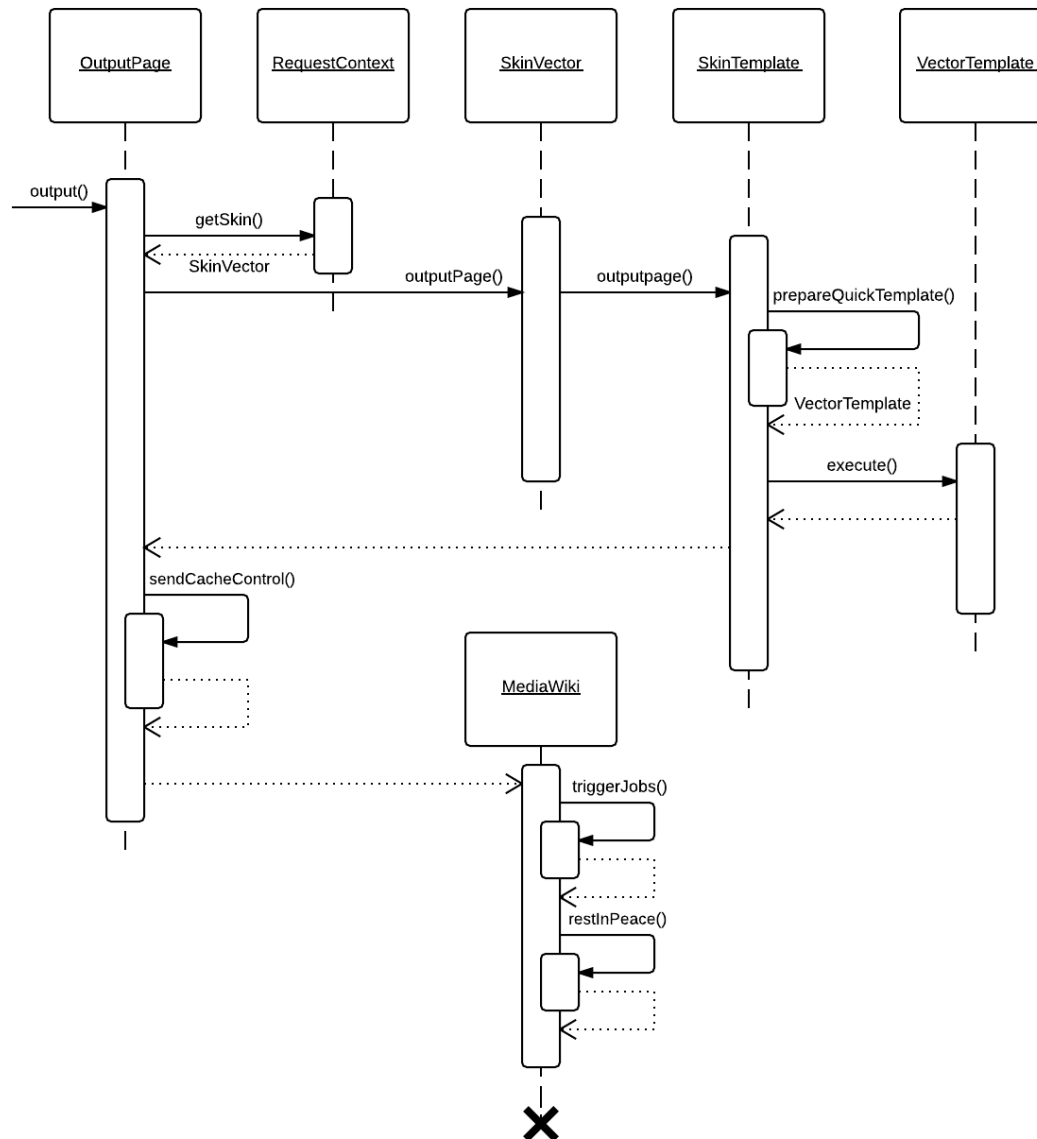 OutputPage
RequestContext
SkinVector
SkinTemplate
VectorTemplate
output()
getSkin()
SkinVector
outputPage()
outputpage()
prepareQuickTemplate()
VectorTemplate
execute()
sendCacheControl()
MediaWiki
triggerJobs()
restInPeace()